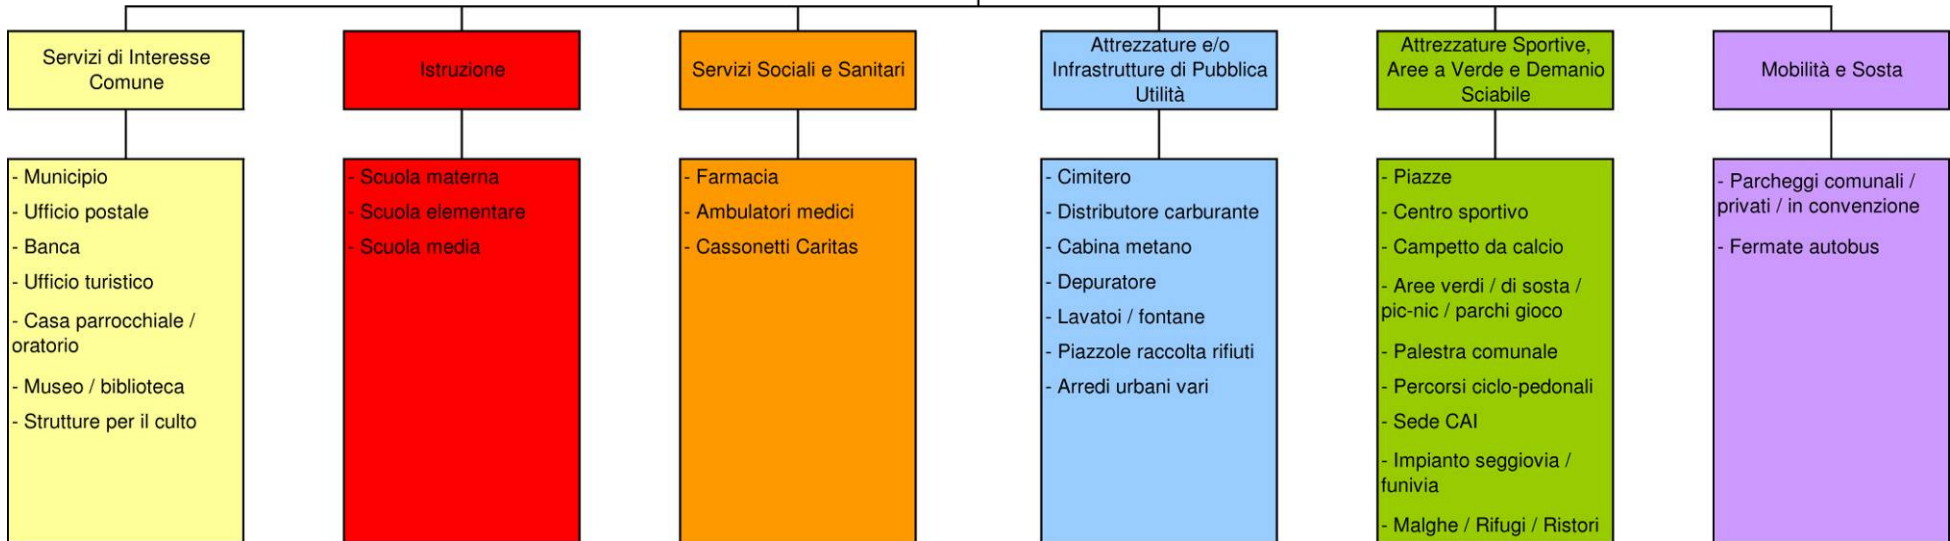 Servizi di Interesse
Comune
Istruzione
Servizi Sociali e Sanitari
Attrezzature e/o
Infrastrutture di Pubblica
Utilità
Attrezzature Sportive,
Aree a Verde e Demanio
Sciabile
Mobilità e Sosta
- Municipio
- Ufficio postale
- Banca
- Ufficio turistico
- Casa parrocchiale /
oratorio
- Museo / biblioteca
- Strutture per il culto
- Scuola materna
- Scuola elementare
- Scuola media
- Farmacia
- Ambulatori medici
- Cassonetti Caritas
- Cimitero
- Distributore carburante
- Cabina metano
- Depuratore
- Lavatoi / fontane
- Piazzole raccolta rifiuti
- Arredi urbani vari
- Piazze
- Centro sportivo
- Campetto da calcio
- Aree verdi / di sosta /
pic-nic / parchi gioco
- Palestra comunale
- Percorsi ciclo-pedonali
- Sede CAI
- Impianto seggiovia /
funivia
- Malghe / Rifugi / Ristori
- Parcheggi comunali /
privati / in convenzione
- Fermate autobus